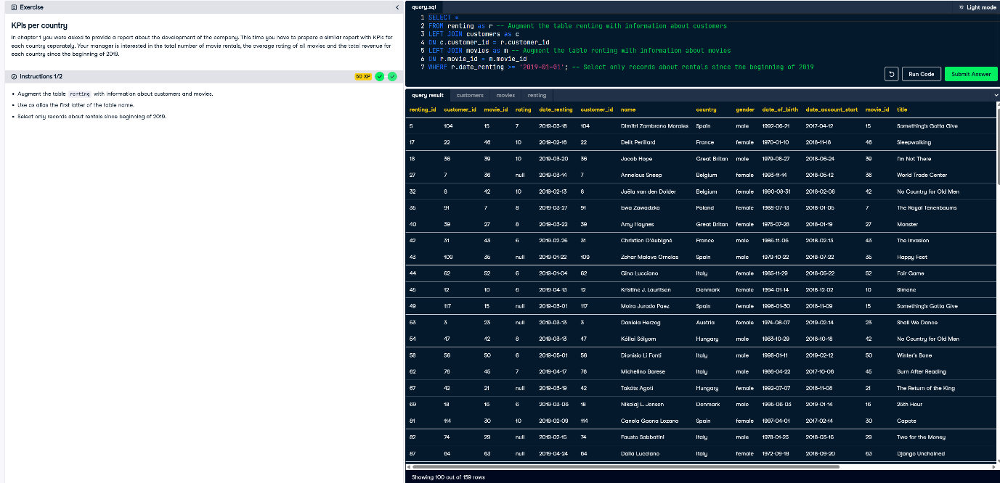 Exercise
KPIs per country
In chapter 1 you were asked to provide a report about the development of the company. This time you have to prepare a similar report with KPIs for
each country separately. Your manager is interested in the total number of movie rentals, the average rating of all movies and the total revenue for
each country since the beginning of 2019.
Instructions 1/2
50 XP
Augment the table renting with information about customers and movies.
Use as alias the first latter of the table name.
Select only records about rentals since beginning of 2019.
query.sql
Light mode
1 SELECT *
2 FROM renting as r -- Augment the table renting with information about customers
3 LEFT JOIN customers as c
4 ON c.customer_id = r.customer_id
5 LEFT JOIN movies as m -- Augment the table renting with information about movies
6 ON r.movie_id = m.movie_id
7 WHERE r.date_renting >= '2019-01-01'; -- Select only records about rentals since the beginning of 2019
Run Code
Submit Answer
query result customers movies renting
renting_id customer_id movie_id rating date_renting customer_id name country gender date_of_birth date_account_start movie_id title
5 104 15 7 2019-03-18 104 Dimitri Zambrano Morales Spain male 1992-06-21 2017-04-12 15 Something's Gotta Give
17 22 46 10 2019-02-16 22 Delit Perillard France female 1970-01-10 2018-11-18 46 Sleepwalking
18 36 39 10 2019-03-20 36 Jacob Hope Great Britan male 1979-08-27 2018-06-24 39 I'm Not There
27 7 36 null 2019-03-14 7 Annelous Sneep Belgium female 1993-11-14 2018-05-12 36 World Trade Center
32 8 42 10 2019-02-13 8 Jaëla van den Dolder Belgium female 1990-08-31 2018-02-08 42 No Country for Old Men
35 91 7 8 2019-03-27 91 Ewa Zawadzka Poland female 1988-07-13 2018-01-05 7 The Royal Tenenbaums
40 39 27 8 2019-03-22 39 Amy Haynes Great Britan female 1975-07-28 2018-01-19 27 Monster
42 31 43 6 2019-02-26 31 Christien D'Aubigné France male 1986-11-06 2018-02-13 43 The Invasion
43 109 35 null 2019-01-22 109 Zohar Malave Ornelas Spain male 1979-10-22 2018-07-22 35 Happy Feet
44 62 52 6 2019-01-04 62 Gina Lucciano Italy female 1985-11-29 2018-05-22 52 Fair Game
45 12 10 6 2019-04-13 12 Kristine J. Lauritsen Denmark female 1994-01-14 2018-12-02 10 Simone
49 117 15 null 2019-03-01 117 Moira Jurado Paez Spain female 1996-01-30 2018-11-09 15 Something's Gotta Give
53 3 23 null 2019-03-13 3 Daniela Herzog Austria female 1974-08-07 2019-02-14 23 Shall We Dance
54 47 42 8 2019-03-13 47 Kállai Sólyom Hungary male 1983-10-29 2018-10-18 42 No Country for Old Men
58 56 50 6 2019-05-01 56 Dionisio Li Fonti Italy male 1998-01-11 2019-02-12 50 Winter's Bone
62 76 45 7 2019-04-17 76 Michelino Barese Italy male 1986-04-22 2017-10-06 45 Burn After Reading
67 42 21 null 2019-03-19 42 Takáts Agoti Hungary female 1992-07-07 2018-11-08 21 The Return of the King
69 18 16 6 2019-03-06 18 Nikolaj L. Jensen Denmark male 1995-06-03 2019-01-14 16 25th Hour
81 114 30 10 2019-02-09 114 Canela Gaona Lozano Spain female 1997-04-01 2017-02-14 30 Capote
82 74 29 null 2019-02-15 74 Fausto Sabbatini Italy male 1978-01-23 2018-03-15 29 Two for the Money
87 64 63 null 2019-04-24 64 Dalia Lucciano Italy female 1972-09-18 2018-09-20 63 Django Unchained
Showing 100 out of 159 rows